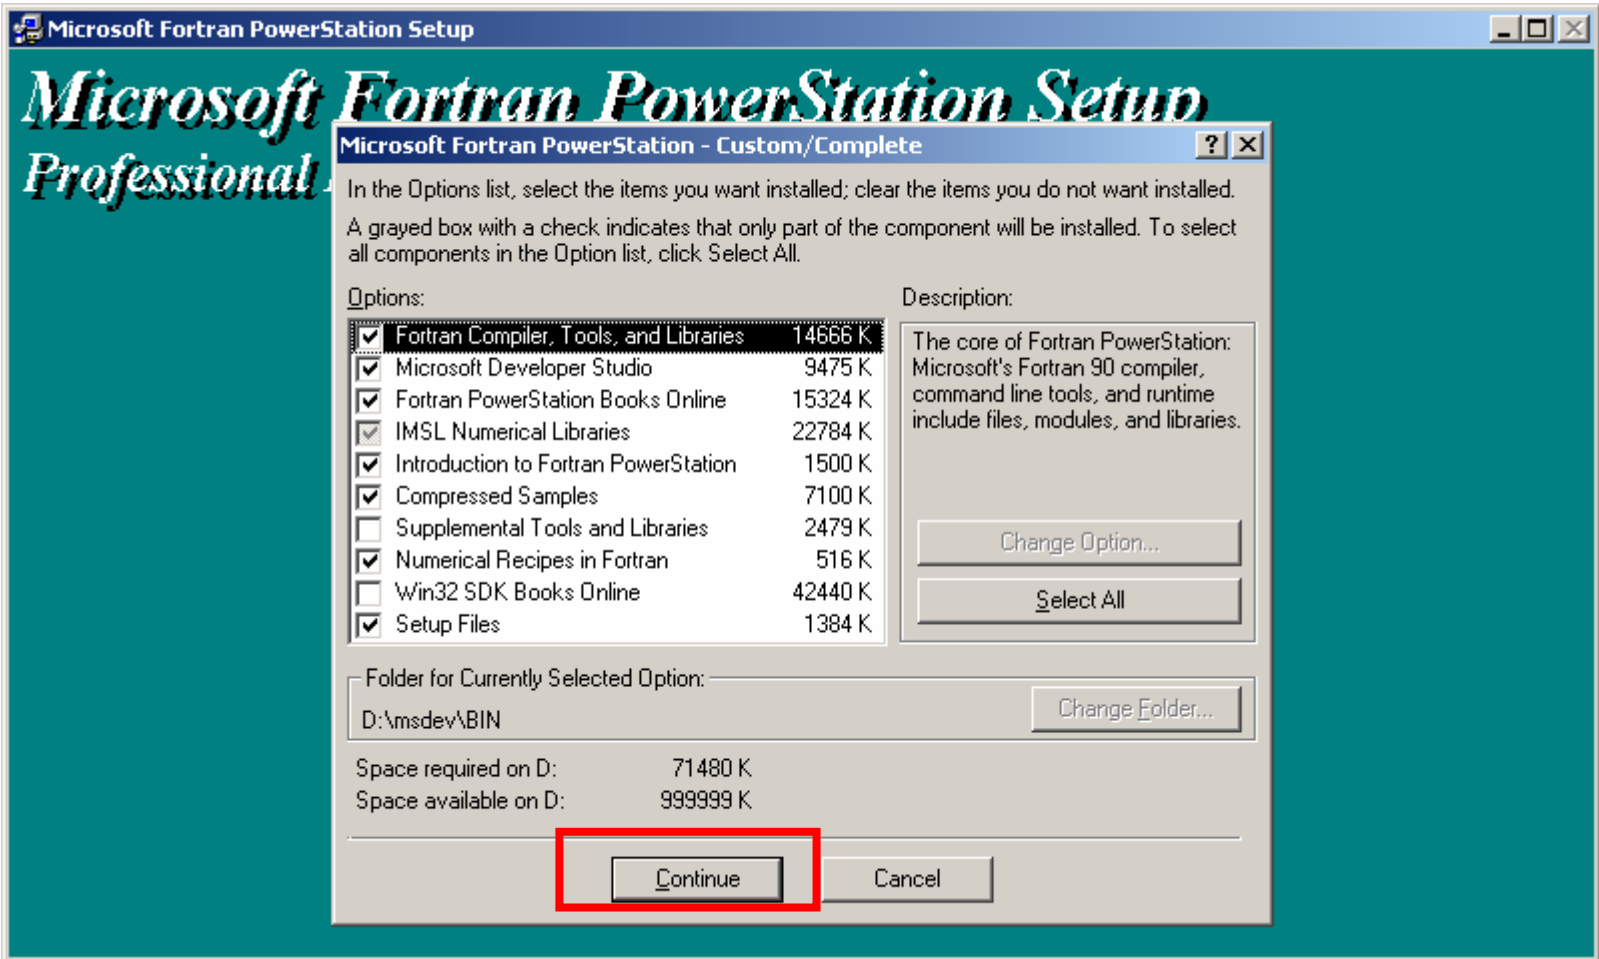 Microsoft Fortran PowerStation Setup
Microsoft Fortran PowerStation Setup
Professional
Microsoft Fortran PowerStation - Custom/Complete
In the Options list, select the items you want installed; clear the items you do not want installed.
A grayed box with a check indicates that only part of the component will be installed. To select
all components in the Option list, click Select All.
Options:
Fortran Compiler, Tools, and Libraries 14666 K
Microsoft Developer Studio 9475 K
Fortran PowerStation Books Online 15324 K
IMSL Numerical Libraries 22784 K
Introduction to Fortran PowerStation 1500 K
Compressed Samples 7100 K
Supplemental Tools and Libraries 2479 K
Numerical Recipes in Fortran 516 K
Win32 SDK Books Online 42440 K
Setup Files 1384 K
Description:
The core of Fortran PowerStation:
Microsoft's Fortran 90 compiler,
command line tools, and runtime
include files, modules, and libraries.
Change Option...
Select All
Folder for Currently Selected Option:
D:\msdev\BIN
Change Folder...
Space required on D: 71480 K
Space available on D: 999999 K
Continue
Cancel